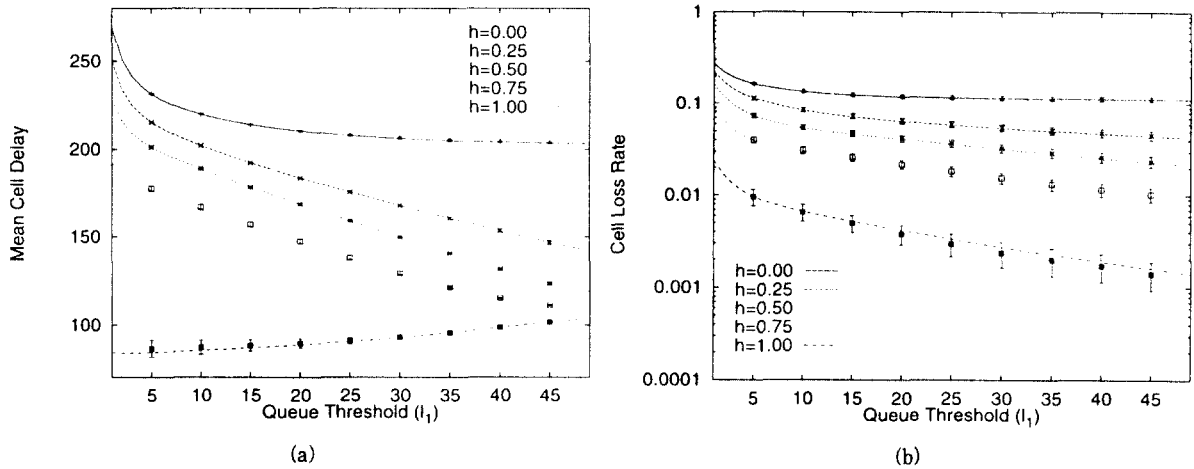 h=0.00
h=0.25
h=0.50
h=0.75
h=1.00
250
200
150
100
Mean Cell Delay
5 10 15 20 25 30 35 40 45
Queue Threshold (I₁)
(a)
1
0.1
0.01
0.001
0.0001
Cell Loss Rate
h=0.00
h=0.25
h=0.50
h=0.75
h=1.00
5 10 15 20 25 30 35 40 45
Queue Threshold (I₁)
(b)